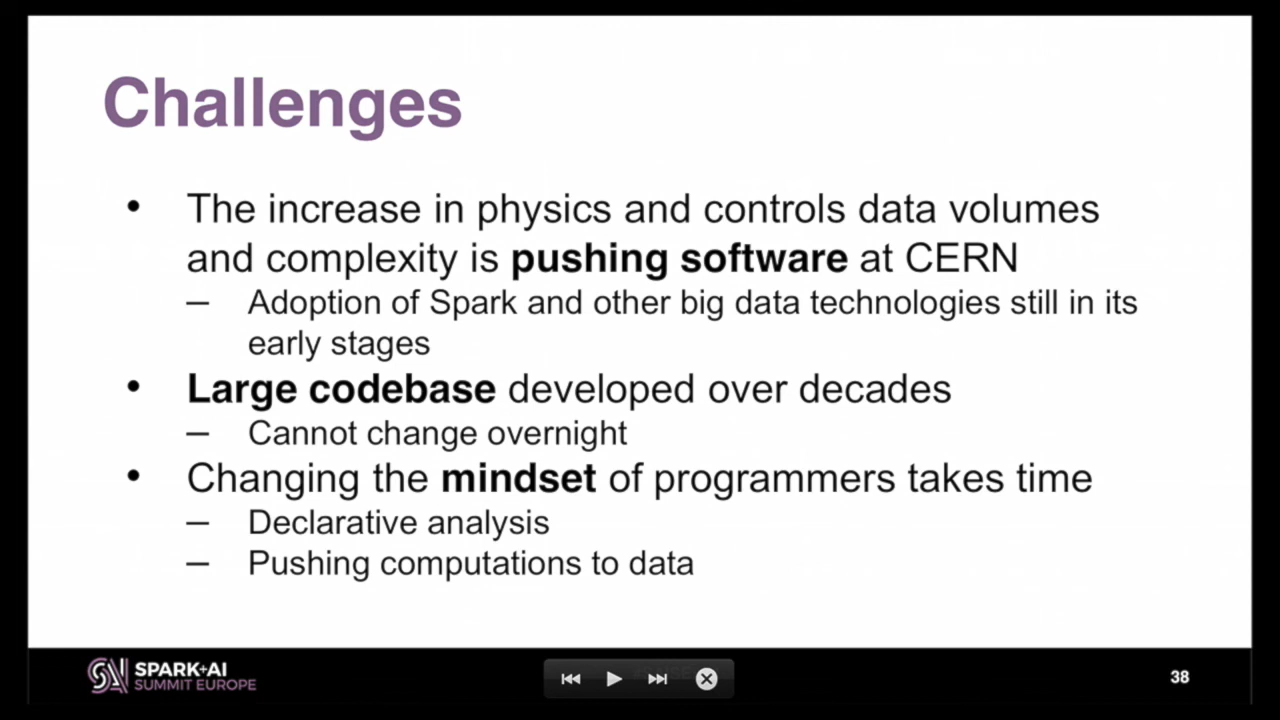 Challenges
• The increase in physics and controls data volumes
and complexity is pushing software at CERN
– Adoption of Spark and other big data technologies still in its
early stages
• Large codebase developed over decades
– Cannot change overnight
• Changing the mindset of programmers takes time
– Declarative analysis
– Pushing computations to data
SPARK+AI
SUMMIT EUROPE
38